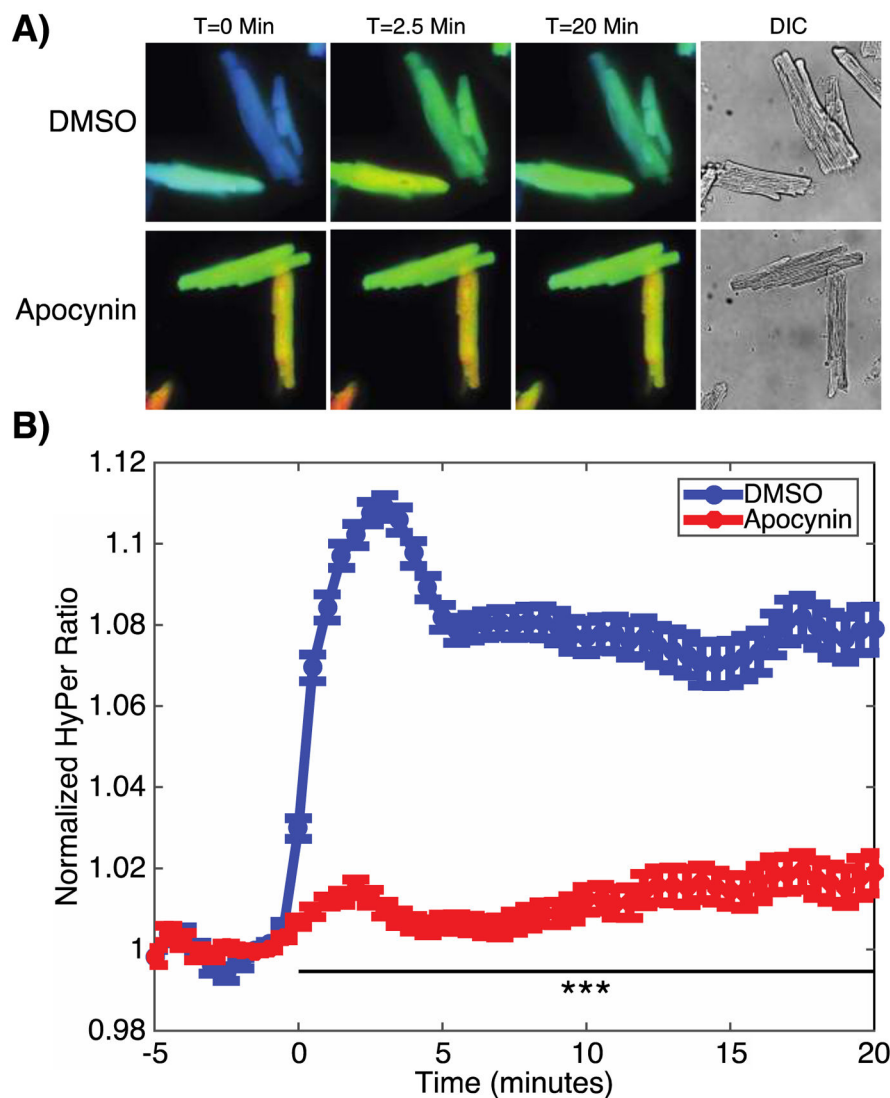 A)
T=0 Min T=2.5 Min T=20 Min DIC
DMSO
Apocynin
B)
1.12
1.1
1.08
1.06
1.04
1.02
1
0.98
Normalized HyPer Ratio
DMSO
Apocynin
***
-5 0 5 10 15 20
Time (minutes)